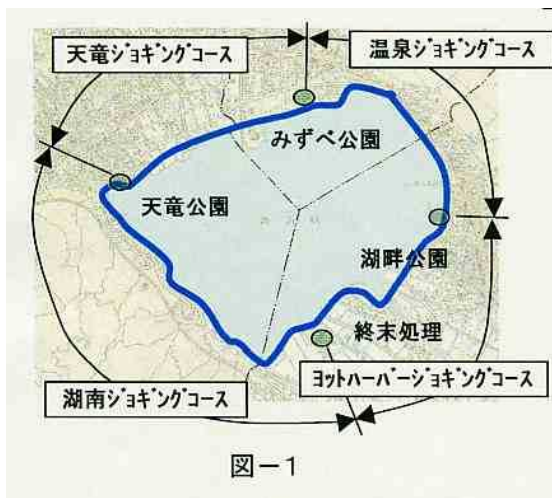 天竜ｼﾞｮｷﾞﾝｸﾞコース
温泉ｼﾞｮｷﾞﾝｸﾞコース
みずべ公園
天竜公園
湖畔公園
終末処理
湖南ｼﾞｮｷﾞﾝｸﾞコース
ﾖｯﾄﾊｰﾊﾞｰｼﾞｮｷﾞﾝｸﾞコース
図－１